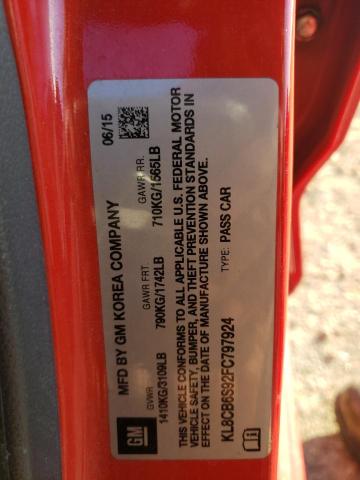 MFD BY GM KOREA COMPANY
06/15
GVWR
GAWR FRT.
GAWR RR.
1410KG/3109LB
790KG/1742LB
710KG/1565LB
THIS VEHICLE CONFORMS TO ALL APPLICABLE U.S. FEDERAL MOTOR
VEHICLE SAFETY, BUMPER, AND THEFT PREVENTION STANDARDS IN
EFFECT ON THE DATE OF MANUFACTURE SHOWN ABOVE.
TYPE: PASS CAR
KL8CB6S92FC797924
GM